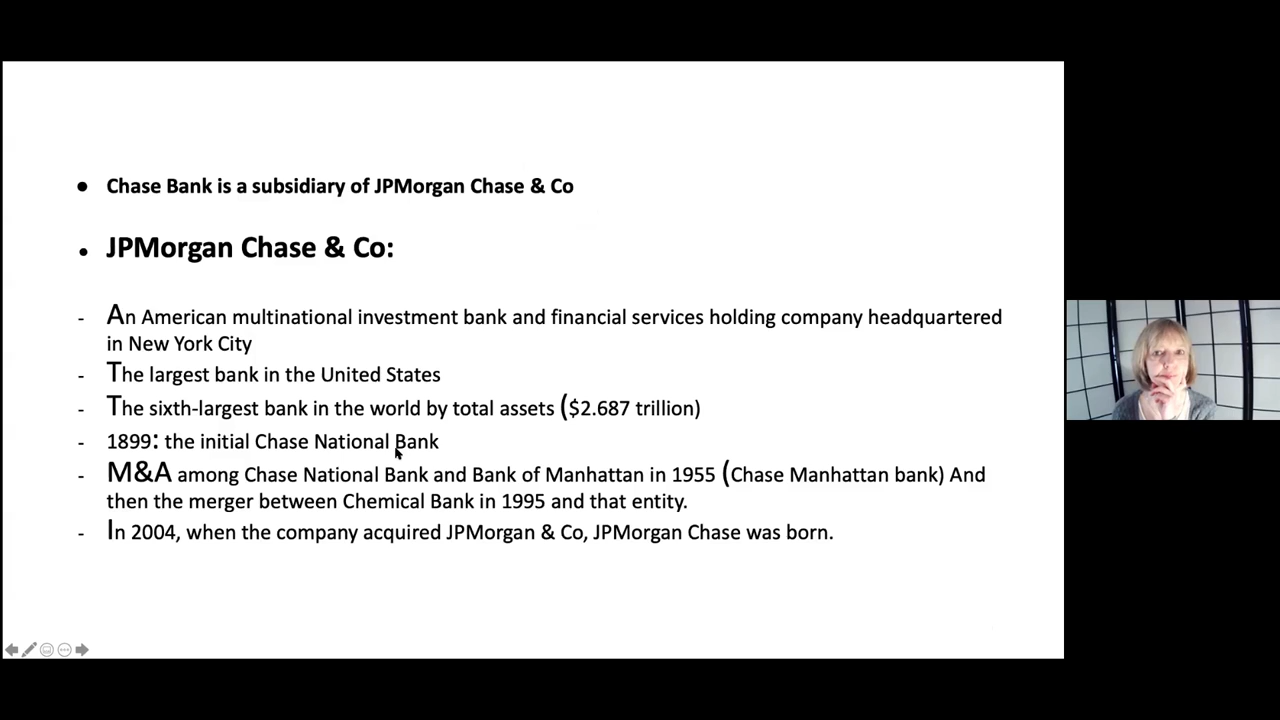 • Chase Bank is a subsidiary of JPMorgan Chase & Co
• JPMorgan Chase & Co:
- An American multinational investment bank and financial services holding company headquartered
in New York City
- The largest bank in the United States
- The sixth-largest bank in the world by total assets ($2.687 trillion)
- 1899: the initial Chase National Bank
- M&A among Chase National Bank and Bank of Manhattan in 1955 (Chase Manhattan bank) And
then the merger between Chemical Bank in 1995 and that entity.
- In 2004, when the company acquired JPMorgan & Co, JPMorgan Chase was born.